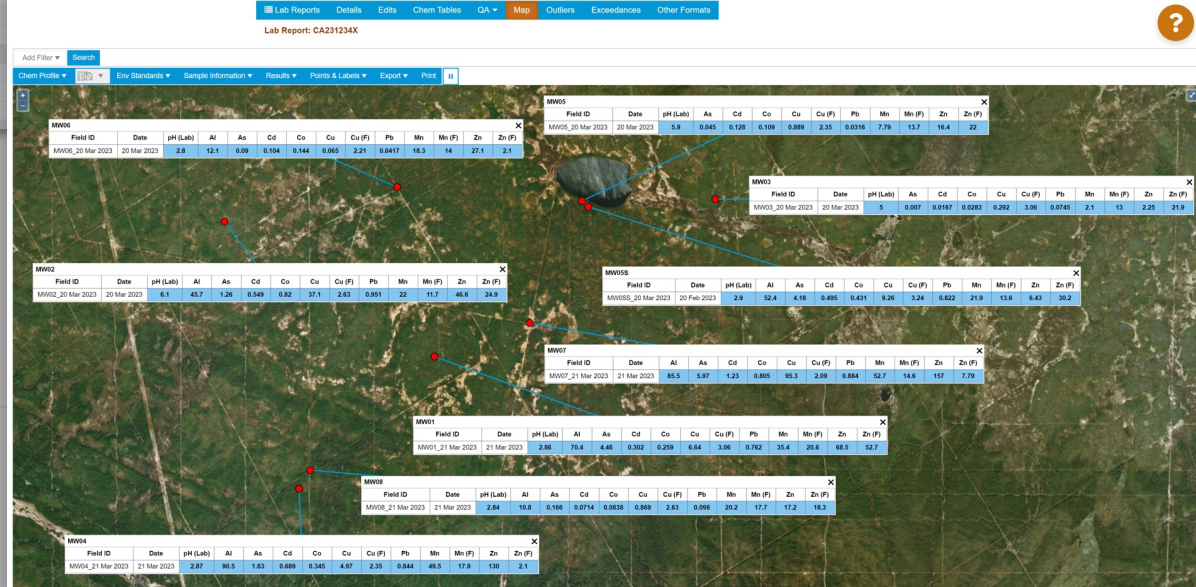 Lab Reports Details Edits Chem Tables QA Map Outliers Exceedances Other Formats
?
Lab Report: CA231234X
Add Filter Search
Chem Profile Env Standards Sample Information Results Points & Labels Export Print
MW05
Field ID Date pH (Lab) As Cd Co Cu Cu (F) Pb Mn Mn (F) Zn Zn (F)
MW05_20 Mar 2023 20 Mar 2023 5.9 0.045 0.128 0.109 0.889 2.35 0.0316 7.79 13.7 16.4 22
MW06
Field ID Date pH (Lab) Al As Cd Co Cu Cu (F) Pb Mn Mn (F) Zn Zn (F)
MW06_20 Mar 2023 20 Mar 2023 2.8 12.1 0.09 0.104 0.144 0.065 2.21 0.0417 18.3 14 27.1 2.1
MW03
Field ID Date pH (Lab) As Cd Co Cu Cu (F) Pb Mn Mn (F) Zn Zn (F)
MW03_20 Mar 2023 20 Mar 2023 5 0.007 0.0167 0.0283 0.292 3.06 0.0745 2.1 13 2.25 21.9
MW02
Field ID Date pH (Lab) Al As Cd Co Cu Cu (F) Pb Mn Mn (F) Zn Zn (F)
MW02_20 Mar 2023 20 Mar 2023 6.1 45.7 1.26 0.549 0.82 37.1 2.63 0.951 22 11.7 46.6 24.9
MW05S
Field ID Date pH (Lab) Al As Cd Co Cu Cu (F) Pb Mn Mn (F) Zn Zn (F)
MW05S_20 Mar 2023 20 Feb 2023 2.9 52.4 4.18 0.495 0.431 9.26 3.24 0.822 21.9 13.6 6.43 30.2
MW07
Field ID Date Al As Cd Co Cu Cu (F) Pb Mn Mn (F) Zn Zn (F)
MW07_21 Mar 2023 21 Mar 2023 85.5 5.97 1.23 0.805 95.3 2.09 0.884 52.7 14.6 157 7.79
MW01
Field ID Date pH (Lab) Al As Cd Co Cu Cu (F) Pb Mn Mn (F) Zn Zn (F)
MW01_21 Mar 2023 21 Mar 2023 2.86 70.4 4.46 0.302 0.259 6.64 3.06 0.762 35.4 20.6 68.5 52.7
MW08
Field ID Date pH (Lab) Al As Cd Co Cu Cu (F) Pb Mn Mn (F) Zn Zn (F)
MW08_21 Mar 2023 21 Mar 2023 2.84 10.8 0.166 0.0714 0.0838 0.869 2.63 0.098 20.2 17.7 17.2 18.3
MW04
Field ID Date pH (Lab) Al As Cd Co Cu Cu (F) Pb Mn Mn (F) Zn Zn (F)
MW04_21 Mar 2023 21 Mar 2023 2.87 90.5 1.63 0.689 0.345 4.97 2.35 0.844 49.5 17.9 130 2.1